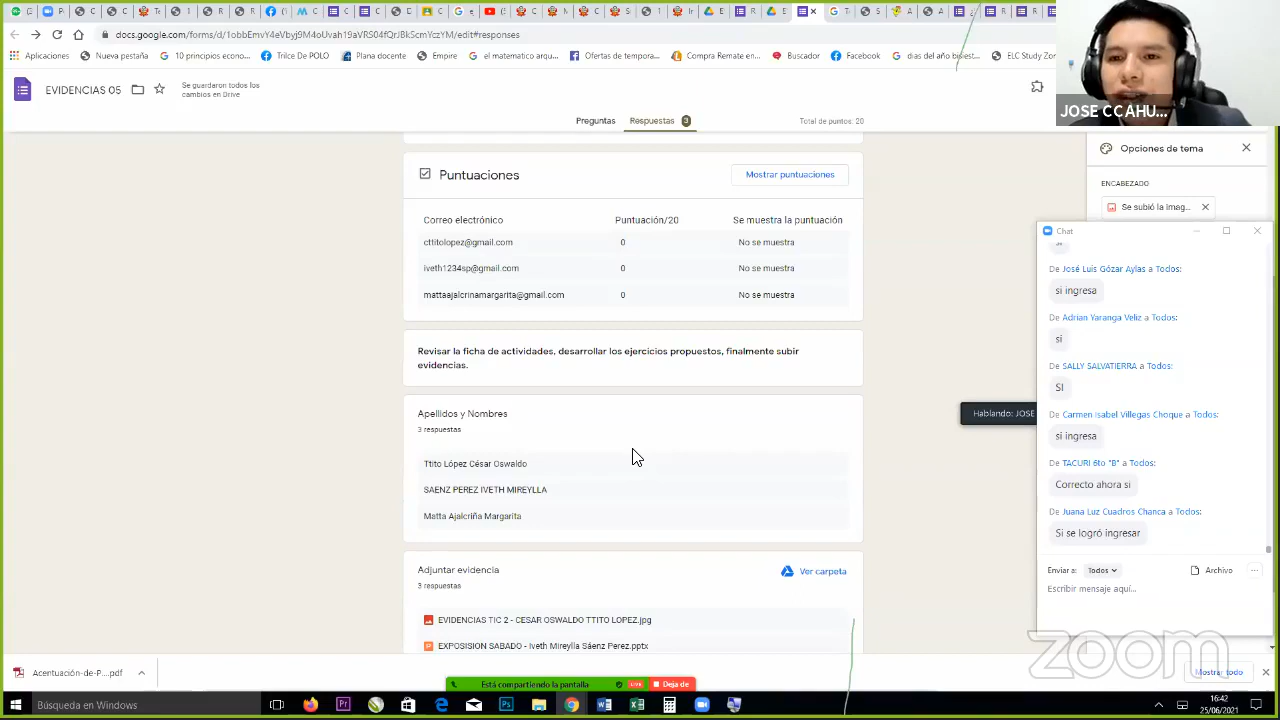 docs.google.com/forms/d/1obbEmvY4eVbyj9M4oUvah19lsRS04fQrJBkScmYczYM/edit#responses
Aplicaciones
Nueva pestaña
10 principios econo...
Trilce De POLO
Plana docente
el matematico argut...
Ofertas de tempora...
Compra Remate en...
Buscador
Facebook
dias del año bisiest...
ELC Study Zon
EVIDENCIAS 05
Se guardaron todos los
cambios en Drive
JOSE CCAHU...
Preguntas
Respuestas
3
Total de puntos: 20
Opciones de tema
ENCABEZADO
Se subió la imag...
Puntuaciones
Mostrar puntuaciones
Correo electrónico
Puntuación/20
Se muestra la puntuación
cttitolopez@gmail.com
0
No se muestra
iveth1234sp@gmail.com
0
No se muestra
mattaajalcrinamargarita@gmail.com
0
No se muestra
Revisar la ficha de actividades, desarrollar los ejercicios propuestos, finalmente subir
evidencias.
Apellidos y Nombres
3 respuestas
Ttito López César Oswaldo
SAENZ PEREZ IVETH MIREYLLA
Matta Ajalcriña Margarita
Adjuntar evidencia
Ver carpeta
3 respuestas
EVIDENCIAS TIC 2 - CESAR OSWALDO TTITO LOPEZ.jpg
EXPOSICION SABADO - Iveth Mireylla Sáenz Perez.pptx
Hablando: JOSE
Chat
De José Luis Gózar Aylas a Todos:
si ingresa
De Adrian Yaranga Veliz a Todos:
si
De SALLY SALVATIERRA a Todos:
SI
De Carmen Isabel Villegas Choque a Todos:
si ingresa
De TACURI 6to "B" a Todos:
Correcto ahora si
De Juana Luz Cuadros Chanca a Todos:
Si se logró ingresar
Enviar a: Todos
Archivo
Escribir mensaje aquí...
zoom
Acentuación-de-P....pdf
Está compartiendo la pantalla
LIVE
Deja de
Mostrar todo
Búsqueda en Windows
16:42
25/06/2021